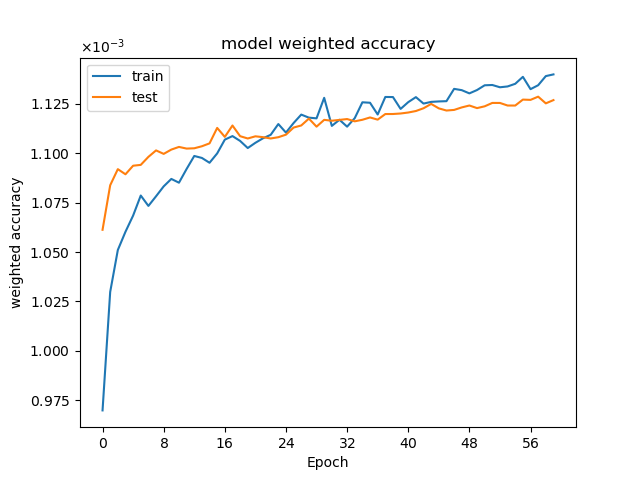 ×10⁻³
model weighted accuracy
train
test
1.125
1.100
1.075
1.050
1.025
1.000
0.975
weighted accuracy
0 8 16 24 32 40 48 56
Epoch